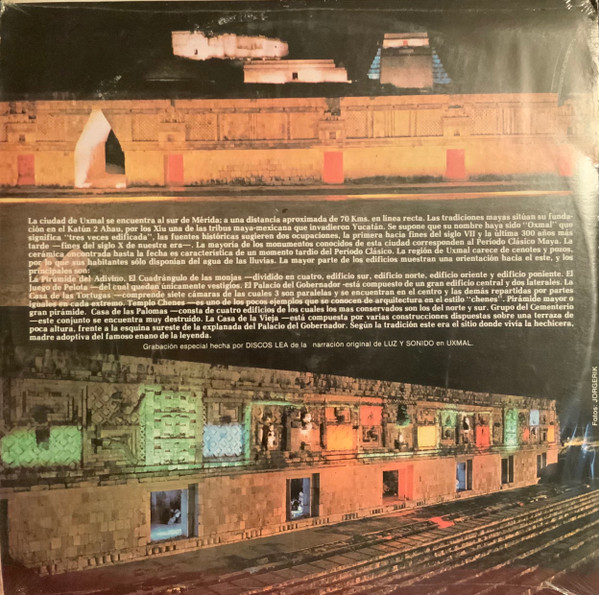 La ciudad de Uxmal se encuentra al sur de Mérida; a una distancia aproximada de 70 Kms. en línea recta. Las tradiciones mayas sitúan su funda-
ción en el Katún 2 Ahau, por los Xiu una de las tribus maya-mexicanas que invadieron Yucatán. Se supone que su nombre haya sido "Oxmal" que
significa "tres veces edificada", las fuentes históricas sugieren dos ocupaciones, la primera hacia fines del siglo VII y la última 300 años más
tarde —fines del siglo X de nuestra era—. La mayoría de los monumentos conocidos de esta ciudad corresponden al Período Clásico Maya. La
cerámica encontrada hasta la fecha es característica de un momento tardío del Período Clásico. La región de Uxmal carece de cenotes y pozos,
por lo que sus habitantes sólo disponían del agua de las lluvias. La mayor parte de los edificios muestran una orientación hacia el este, y los
principales son:
La Pirámide del Adivino. El Cuadrángulo de las monjas —dividido en cuatro, edificio sur, edificio norte, edificio oriente y edificio poniente. El
Juego de Pelota —del cual quedan únicamente vestigios. El Palacio del Gobernador —está compuesto de un gran edificio central y dos laterales. La
Casa de las Tortugas —comprende siete cámaras de las cuales 3 son paralelas y se encuentran en el centro y las demás repartidas por partes
iguales en cada extremo. Templo Chenes —es uno de los pocos ejemplos que se conocen de arquitectura en el estilo "chenes". Pirámide mayor o
gran pirámide. Casa de las Palomas —consta de cuatro edificios de los cuales los mas conservados son los del norte y sur. Grupo del Cementerio
—este conjunto se encuentra muy destruído. La Casa de la Vieja —está compuesta por varias construcciones dispuestas sobre una terraza de
poca altura, frente a la esquina sureste de la explanada del Palacio del Gobernador. Según la tradición este era el sitio donde vivía la hechicera,
madre adoptiva del famoso enano de la leyenda.
Grabación especial hecha por DISCOS LEA de la narración original de LUZ Y SONIDO en UXMAL.
Fotos: JORGERIK